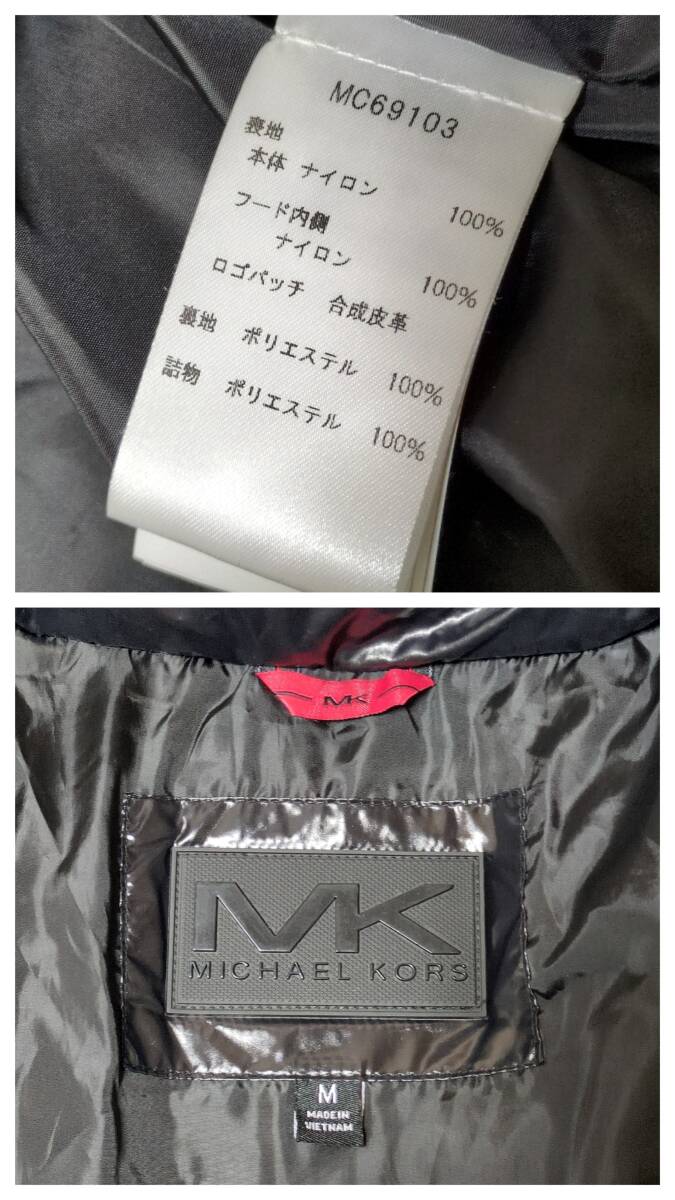 MC69103
表地
本体 ナイロン 100%
フード内側
ナイロン 100%
ロゴパッチ 合成皮革
裏地 ポリエステル 100%
詰物 ポリエステル 100%
MK
MK
MICHAEL KORS
M
MADE IN
VIETNAM